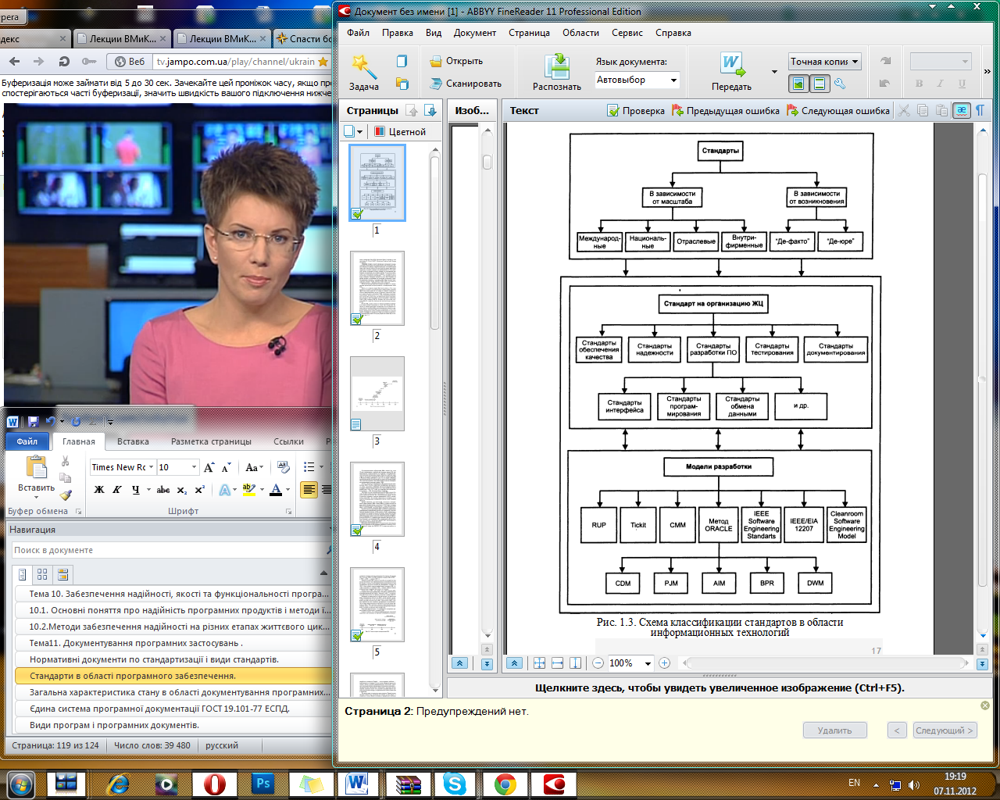 pera
декс
Лекции ВМиК...
Лекции ВМиК...
Спасти бо
Веб
tv.jampo.com.ua/play/channel/ukrain
Буферизація може займати від 5 до 30 сек. Зачекайте цей проміжок часу, якщо пр
спостерігаються часті буферизації, значить швидкість вашого підключення нижче
Файл
Главная
Вставка
Разметка страницы
Ссылки
Р
Вставить
Буфер обмена
Times New Rc
10
Aa
Ж К Ч abc x₂ x²
Шрифт
Навигация
Поиск в документе
Тема 10. Забезпечення надійності, якості та функціональності програ...
10.1. Основні поняття про надійність програмних продуктів і методи ї...
10.2.Методи забезпечення надійності на різних етапах життєвого цик...
Тема11. Документування програмних застосувань .
Нормативні документи по стандартизації і види стандартів.
Стандарти в області програмного забезпечення.
Загальна характеристика стану в області документування програмних...
Єдина система програмної документації ГОСТ 19.101-77 ЕСПД.
Види програм і програмних документів.
Страница: 119 из 124
Число слов: 39 480
русский
Документ без имени [1] - ABBYY FineReader 11 Professional Edition
Файл Правка Вид Документ Страница Области Сервис Справка
Задача
Открыть
Сканировать
Распознать
Язык документа:
Автовыбор
Передать
Точная копия
B I U
Страницы
Цветной
1
2
3
4
5
Изоб...
Текст
Проверка
Предыдущая ошибка
Следующая ошибка
Стандарты
В зависимости
от масштаба
В зависимости
от возникновения
Международ-
ные
Националь-
ные
Отраслевые
Внутри-
фирменные
"Де-факто"
"Де-юре"
Стандарт на организацию ЖЦ
Стандарты
обеспечения
качества
Стандарты
надежности
Стандарты
разработки ПО
Стандарты
тестирования
Стандарты
документирования
Стандарты
интерфейса
Стандарты
програм-
мирования
Стандарты
обмена
данными
и др.
Модели разработки
RUP
Tickit
CMM
Метод
ORACLE
IEEE
Software
Engineering
Standarts
IEEE/EIA
12207
Cleanroom
Software
Engineering
Model
CDM
PJM
AIM
BPR
DWM
Рис. 1.3. Схема классификации стандартов в области
информационных технологий
17
100%
Щелкните здесь, чтобы увидеть увеличенное изображение (Ctrl+F5).
Страница 2: Предупреждений нет.
Удалить
<
Следующий >
EN
19:19
07.11.2012